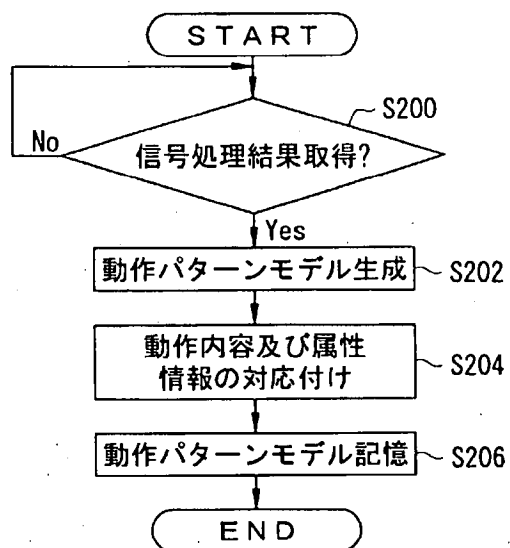 START
S200
No
信号処理結果取得?
Yes
動作パターンモデル生成
S202
動作内容及び属性
情報の対応付け
S204
動作パターンモデル記憶
S206
END